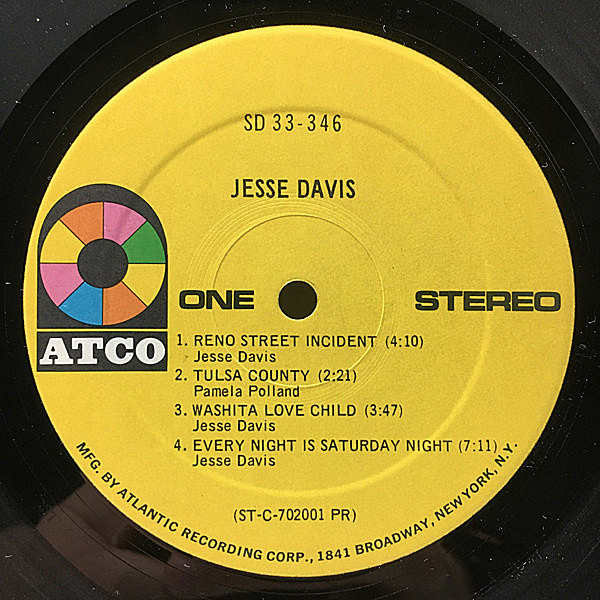 SD 33-346
JESSE DAVIS
ATCO
ONE STEREO
1. RENO STREET INCIDENT (4:10)
Jesse Davis
2. TULSA COUNTY (2:21)
Pamela Polland
3. WASHITA LOVE CHILD (3:47)
Jesse Davis
4. EVERY NIGHT IS SATURDAY NIGHT (7:11)
Jesse Davis
(ST-C-702001 PR)
MFG. BY ATLANTIC RECORDING CORP., 1841 BROADWAY, NEW YORK, N.Y.